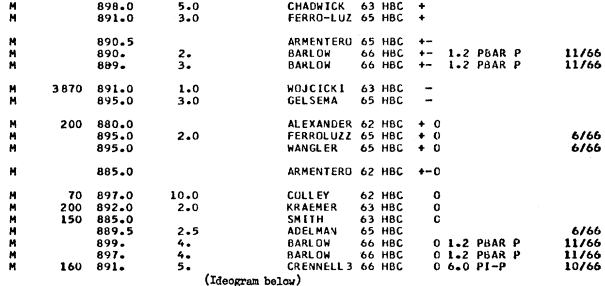 M 898.0 5.0 CHADWICK 63 HBC +
M 891.0 3.0 FERRO-LUZ 65 HBC +
M 890.5 ARMENTERO 65 HBC +-
M 890. 2. BARLOW 66 HBC +- 1.2 PBAR P 11/66
M 889. 3. BARLOW 66 HBC +- 1.2 PBAR P 11/66
M 3870 891.0 1.0 WOJCICKI 63 HBC -
M 895.0 3.0 GELSEMA 65 HBC -
M 200 880.0 ALEXANDER 62 HBC + 0
M 895.0 2.0 FERROLUZZ 65 HBC + 0 6/66
M 895.0 WANGLER 65 HBC + 0 6/66
M 885.0 ARMENTERO 62 HBC +-0
M 70 897.0 10.0 COLLEY 62 HBC 0
M 200 892.0 2.0 KRAEMER 63 HBC 0
M 150 885.0 SMITH 63 HBC 0
M 889.5 2.5 ADELMAN 65 HBC 6/66
M 899. 4. BARLOW 66 HBC 0 1.2 PBAR P 11/66
M 897. 4. BARLOW 66 HBC 0 1.2 PBAR P 11/66
M 160 891. 5. CRENNELL3 66 HBC 0 6.0 PI-P 10/66
(Ideogram below)